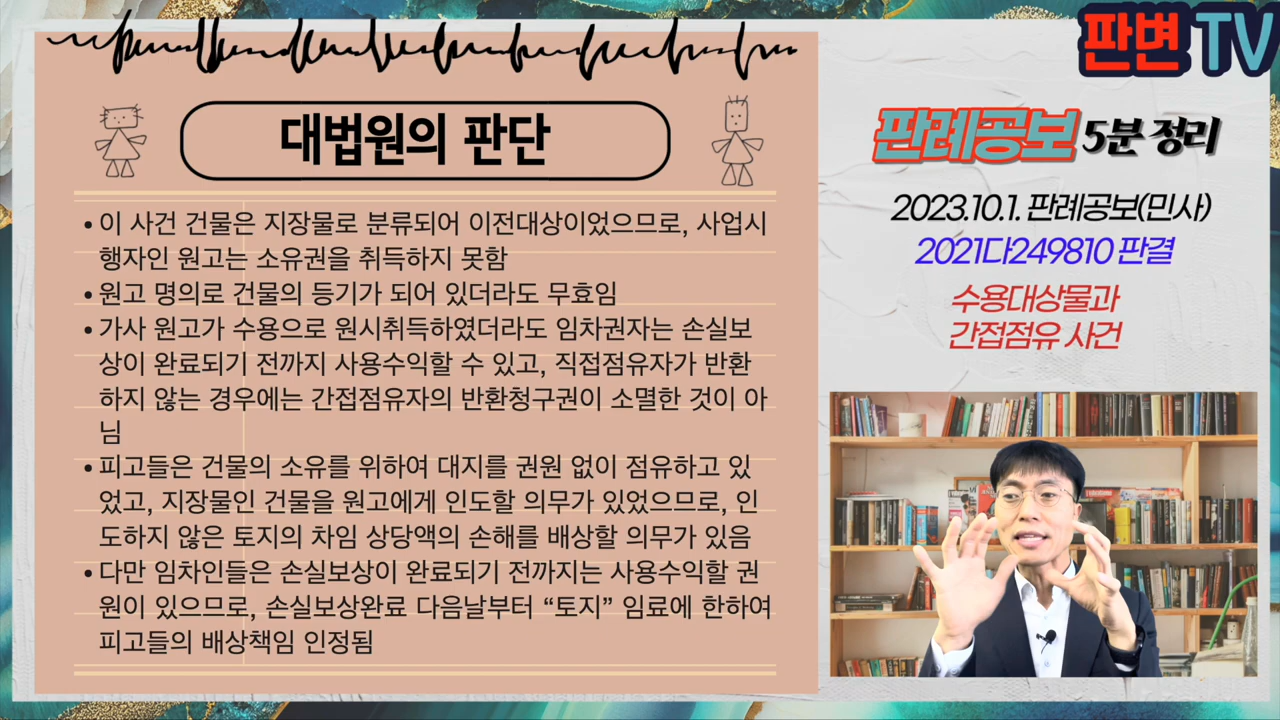 판변 TV
대법원의 판단
• 이 사건 건물은 지장물로 분류되어 이전대상이었으므로, 사업시
행자인 원고는 소유권을 취득하지 못함
• 원고 명의로 건물의 등기가 되어 있더라도 무효임
• 가사 원고가 수용으로 원시취득하였더라도 임차권자는 손실보
상이 완료되기 전까지 사용수익할 수 있고, 직접점유자가 반환
하지 않는 경우에는 간접점유자의 반환청구권이 소멸한 것이 아
님
• 피고들은 건물의 소유를 위하여 대지를 권원 없이 점유하고 있
었고, 지장물인 건물을 원고에게 인도할 의무가 있었으므로, 인
도하지 않은 토지의 차임 상당액의 손해를 배상할 의무가 있음
• 다만 임차인들은 손실보상이 완료되기 전까지는 사용수익할 권
원이 있으므로, 손실보상완료 다음날부터 “토지” 임료에 한하여
피고들의 배상책임 인정됨
판례공보 5분 정리
2023.10.1. 판례공보(민사)
2021다249810 판결
수용대상물과
간접점유 사건